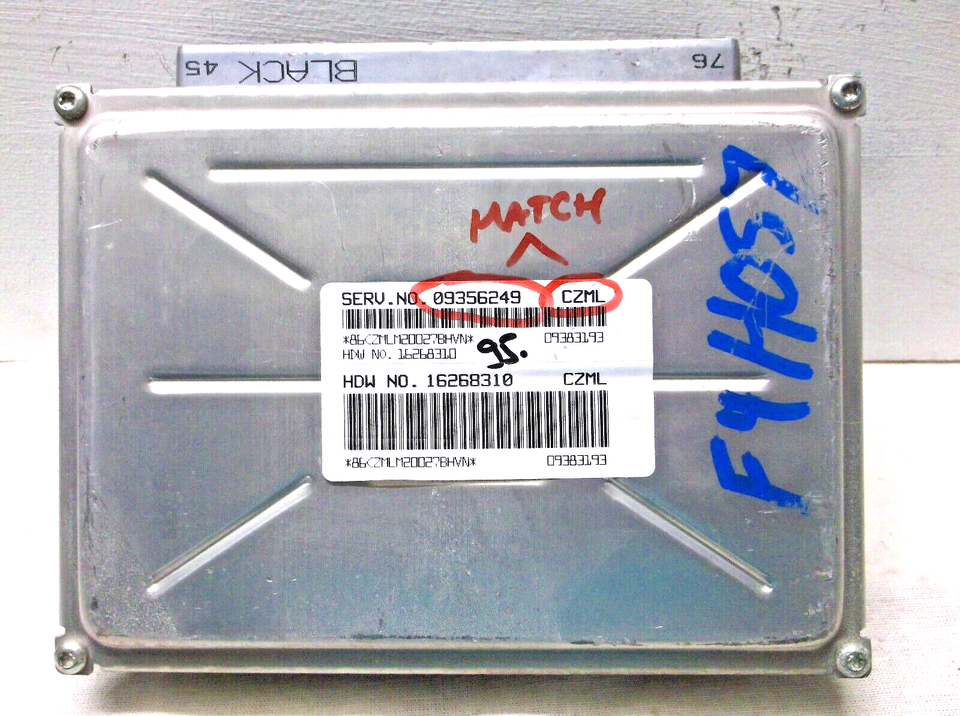 45 BLACK
76
MATCH
SERV.NO. 09356249 CZML
*86CZMLM20027BHVN* 09383193
HDW NO. 16268310
95.
HDW NO. 16268310 CZML
*86CZMLM20027BHVN* 09383193
F4HOS7